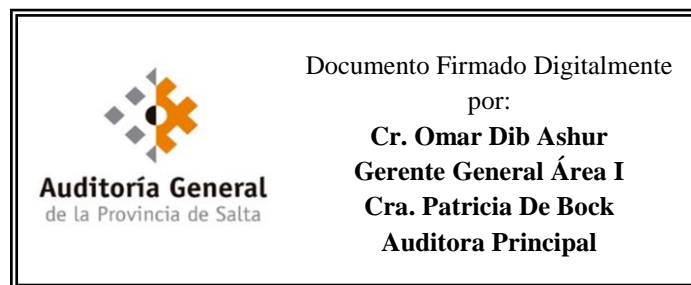 Auditoría General
de la Provincia de Salta
Documento Firmado Digitalmente
por:
Cr. Omar Dib Ashur
Gerente General Área I
Cra. Patricia De Bock
Auditora Principal